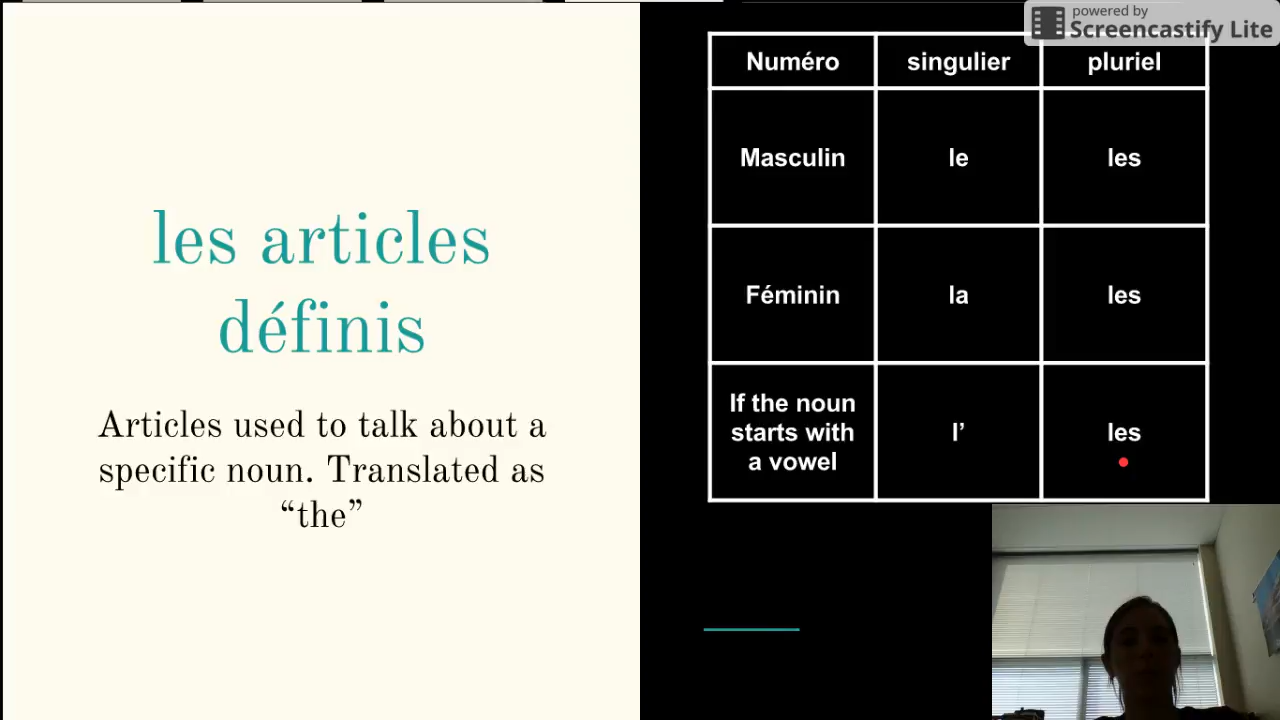 les articles
définis
Articles used to talk about a
specific noun. Translated as
“the”
powered by
Screencastify Lite
Numéro singulier pluriel
Masculin le les
Féminin la les
If the noun
starts with
a vowel
l’
les